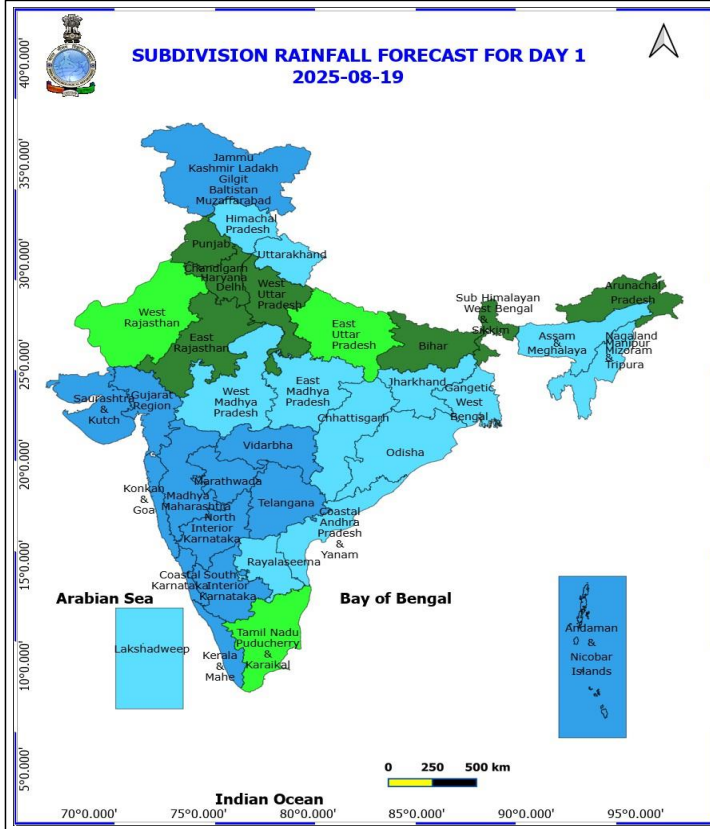 SUBDIVISION RAINFALL FORECAST FOR DAY 1
2025-08-19
40°0.000'
35°0.000'
30°0.000'
25°0.000'
20°0.000'
15°0.000'
10°0.000'
5°0.000'
Jammu
Kashmir Ladakh
Gilgit
Baltistan
Muzaffarabad
Himachal
Pradesh
Punjab
Uttarakhand
Chandigarh
Haryana
Delhi
West
Uttar
Pradesh
West
Rajasthan
East
Rajasthan
East
Uttar
Pradesh
Bihar
Sub Himalayan
West Bengal
&
Sikkim
Arunachal
Pradesh
Assam
&
Meghalaya
Nagaland
Manipur
Mizoram
&
Tripura
Saurashtra
&
Kutch
Gujarat
Region
West
Madhya
Pradesh
East
Madhya
Pradesh
Jharkhand
Gangetic
West
Bengal
Chhattisgarh
Odisha
Vidarbha
Konkan
&
Goa
Madhya
Maharashtra
Marathwada
Telangana
North
Interior
Karnataka
Coastal
Andhra
Pradesh
&
Yanam
Rayalaseema
Coastal
Karnataka
South
Interior
Karnataka
Arabian Sea
Bay of Bengal
Lakshadweep
Kerala
&
Mahe
Tamil Nadu
Puducherry
&
Karaikal
Andaman
&
Nicobar
Islands
0 250 500 km
Indian Ocean
70°0.000' 75°0.000' 80°0.000' 85°0.000' 90°0.000' 95°0.000'